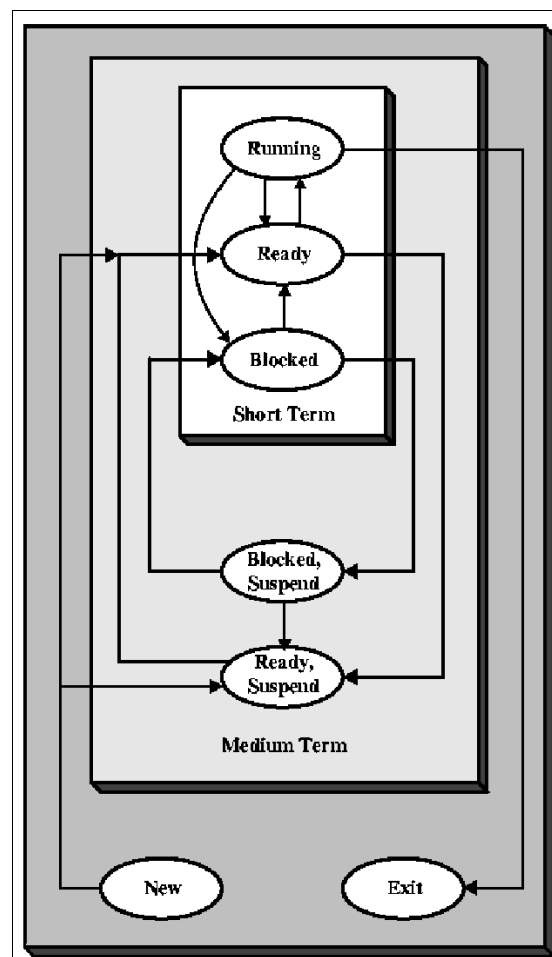 Running
Ready
Blocked
Short Term
Blocked,
Suspend
Ready,
Suspend
Medium Term
New
Exit